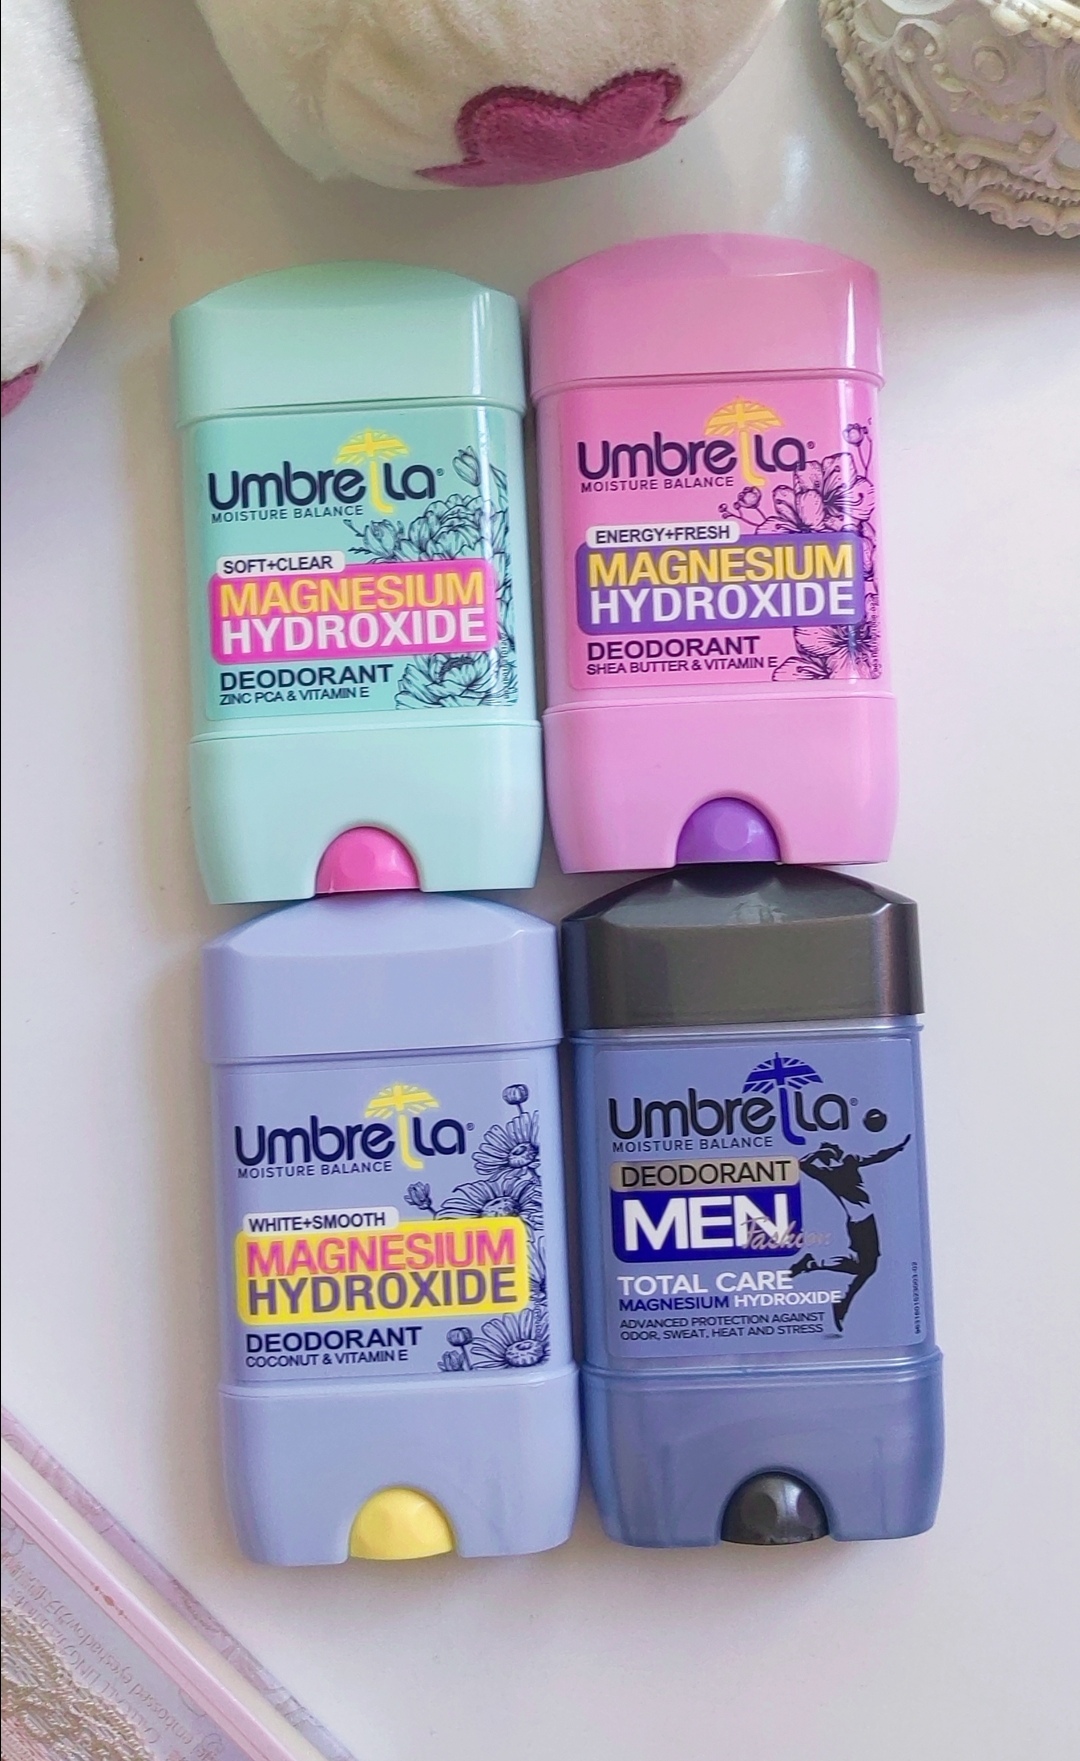 Umbrella®
MOISTURE BALANCE
SOFT+CLEAR
MAGNESIUM
HYDROXIDE
DEODORANT
ZINC PCA & VITAMIN E
Umbrella®
MOISTURE BALANCE
ENERGY+FRESH
MAGNESIUM
HYDROXIDE
DEODORANT
SHEA BUTTER & VITAMIN E
Umbrella®
MOISTURE BALANCE
WHITE+SMOOTH
MAGNESIUM
HYDROXIDE
DEODORANT
COCONUT & VITAMIN E
Umbrella®
MOISTURE BALANCE
DEODORANT
MEN
Fashion
TOTAL CARE
MAGNESIUM HYDROXIDE
ADVANCED PROTECTION AGAINST
ODOR, SWEAT, HEAT AND STRESS
embossed eyeshadow